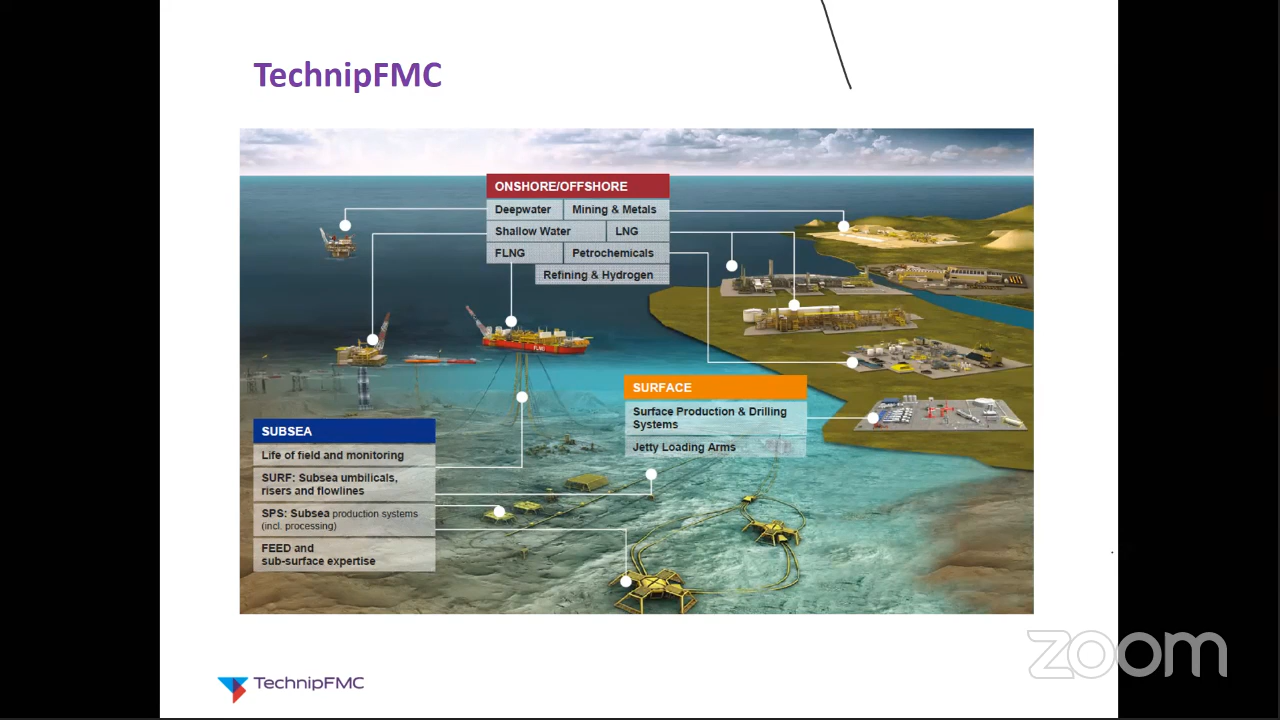 TechnipFMC
ONSHORE/OFFSHORE
Deepwater
Mining & Metals
Shallow Water
LNG
FLNG
Petrochemicals
Refining & Hydrogen
FLNG
SURFACE
Surface Production & Drilling
Systems
Jetty Loading Arms
SUBSEA
Life of field and monitoring
SURF: Subsea umbilicals,
risers and flowlines
SPS: Subsea production systems
(incl. processing)
FEED and
sub-surface expertise
TechnipFMC
zoom